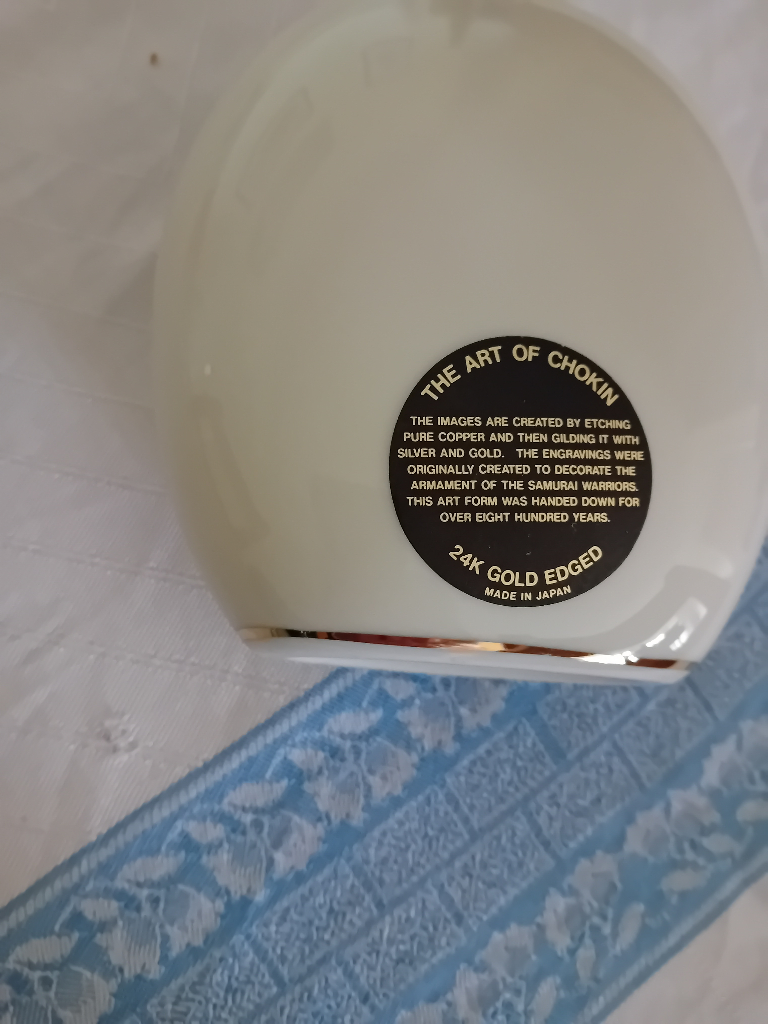 THE ART OF CHOKIN
THE IMAGES ARE CREATED BY ETCHING
PURE COPPER AND THEN GILDING IT WITH
SILVER AND GOLD. THE ENGRAVINGS WERE
ORIGINALLY CREATED TO DECORATE THE
ARMAMENT OF THE SAMURAI WARRIORS.
THIS ART FORM WAS HANDED DOWN FOR
OVER EIGHT HUNDRED YEARS.
24K GOLD EDGED
MADE IN JAPAN